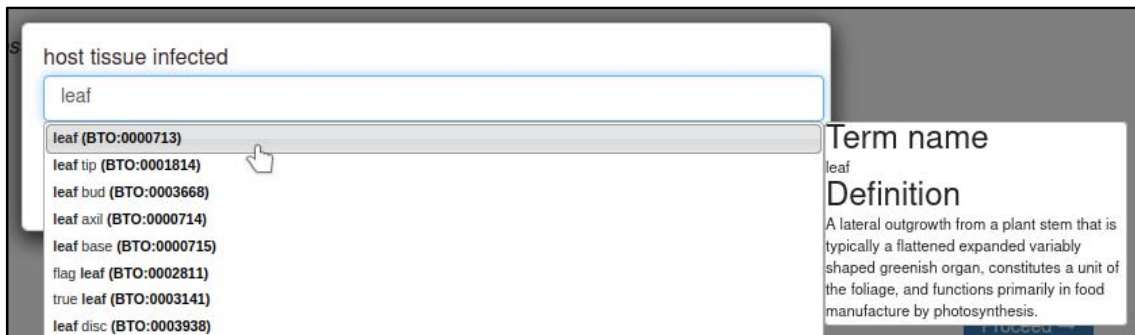 s
host tissue infected
leaf
leaf (BTO:0000713)
leaf tip (BTO:0001814)
leaf bud (BTO:0003668)
leaf axil (BTO:0000714)
leaf base (BTO:0000715)
flag leaf (BTO:0002811)
true leaf (BTO:0003141)
leaf disc (BTO:0003938)
Term name
leaf
Definition
A lateral outgrowth from a plant stem that is
typically a flattened expanded variably
shaped greenish organ, constitutes a unit of
the foliage, and functions primarily in food
manufacture by photosynthesis.
Proceed →